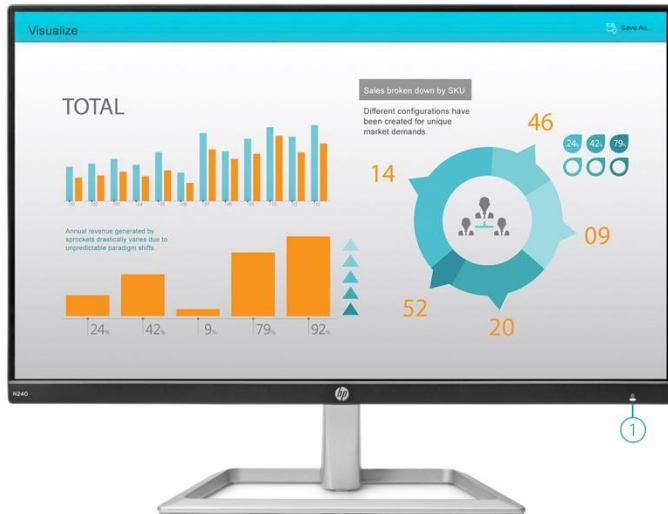 Visualize
Save As...
TOTAL
Sales broken down by SKU
Different configurations have
been created for unique
market demands.
46
24%
42%
79%
14
Annual revenue generated by
sprockets drastically varies due to
unpredictable paradigm shifts.
09
52
20
24%
42%
9%
79%
92%
N240
hp
1